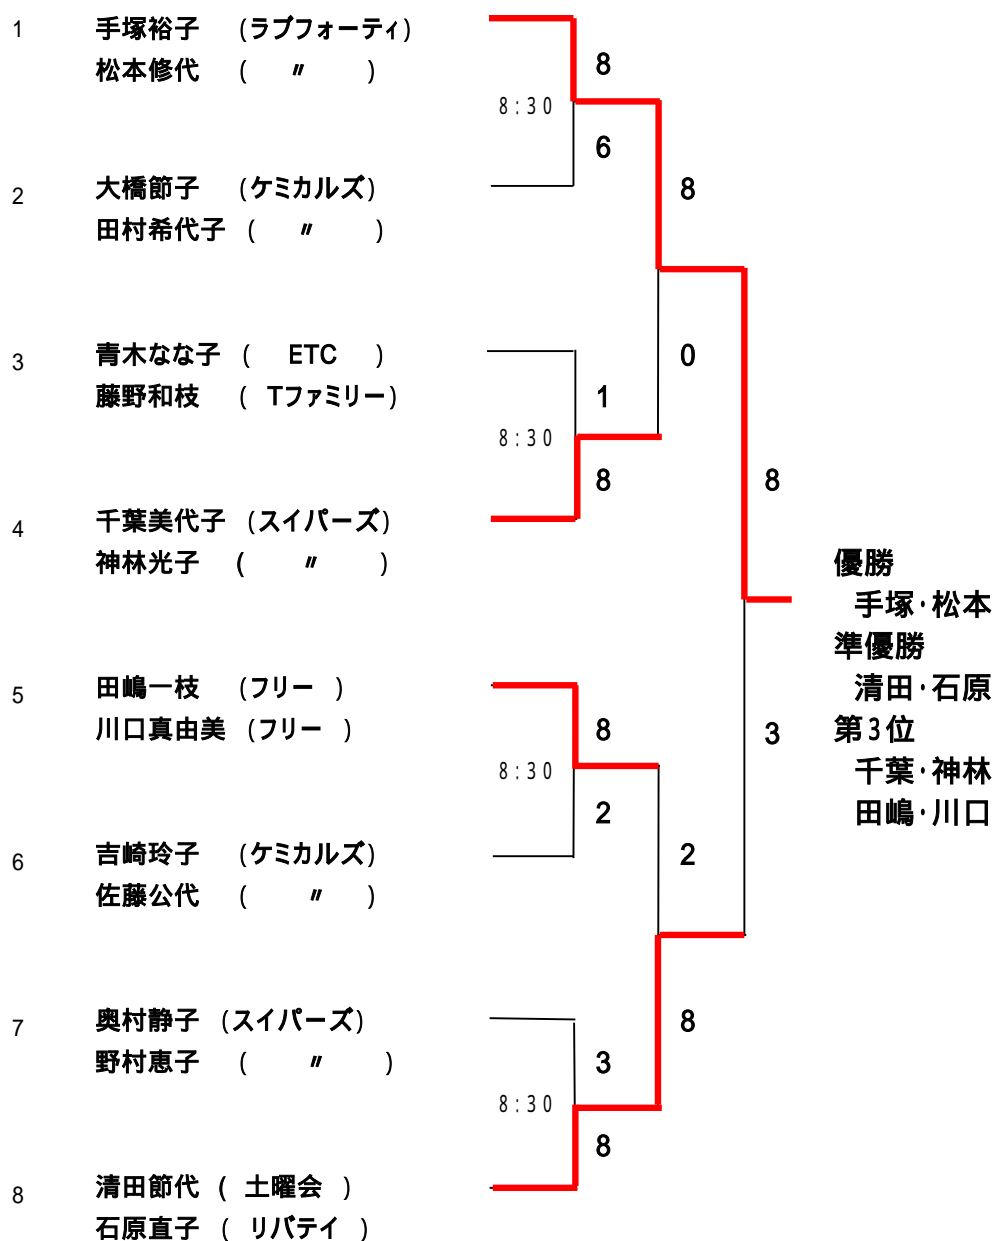 1 手塚裕子 (ラブフォーティ)
松本修代 ( 〃 )
8
8:30
6
2 大橋節子 (ケミカルズ)
田村希代子 ( 〃 )
8
3 青木なな子 ( ETC )
藤野和枝 ( Tファミリー)
0
1
8:30
8
4 千葉美代子 (スイパーズ)
神林光子 ( 〃 )
8
優勝
手塚・松本
準優勝
清田・石原
第3位
千葉・神林
田嶋・川口
5 田嶋一枝 (フリー )
川口真由美 (フリー )
8
3
8:30
2
6 吉崎玲子 (ケミカルズ)
佐藤公代 ( 〃 )
2
7 奥村静子 (スイパーズ)
野村恵子 ( 〃 )
8
3
8:30
8
8 清田節代 ( 土曜会 )
石原直子 ( リバテイ )